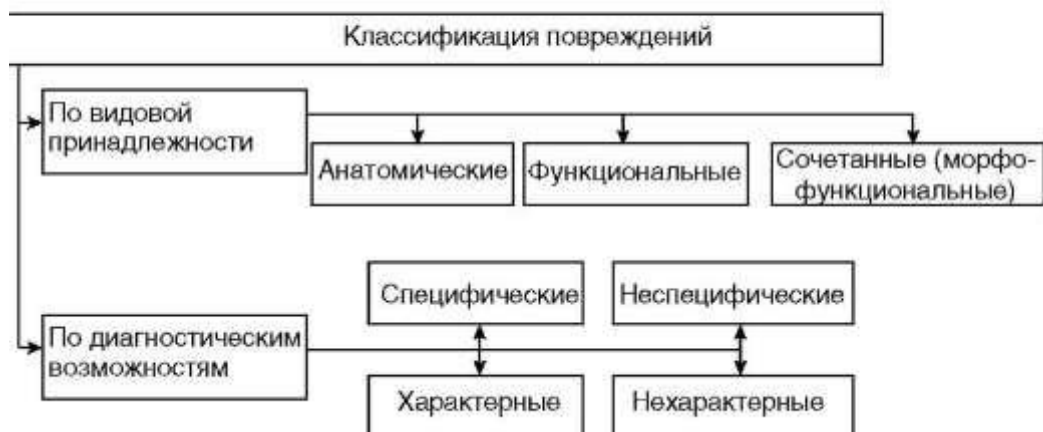 Классификация повреждений
По видовой
принадлежности
Анатомические
Функциональные
Сочетанные (морфо-
функциональные)
Специфические
Неспецифические
По диагностическим
возможностям
Характерные
Нехарактерные